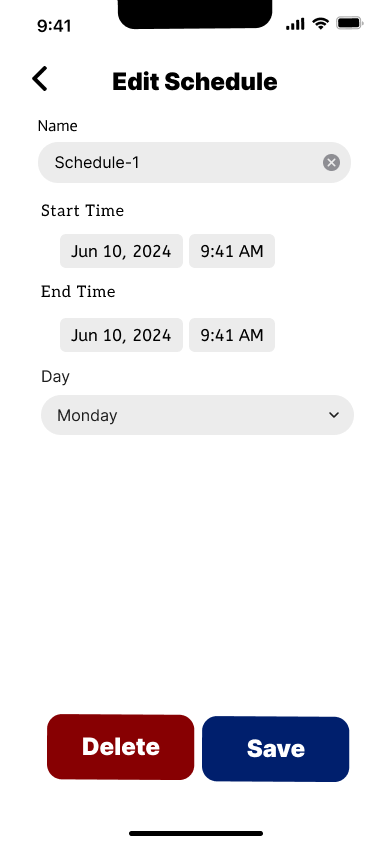 9:41
Edit Schedule
Name
Schedule-1
Start Time
Jun 10, 2024 9:41 AM
End Time
Jun 10, 2024 9:41 AM
Day
Monday
Delete Save